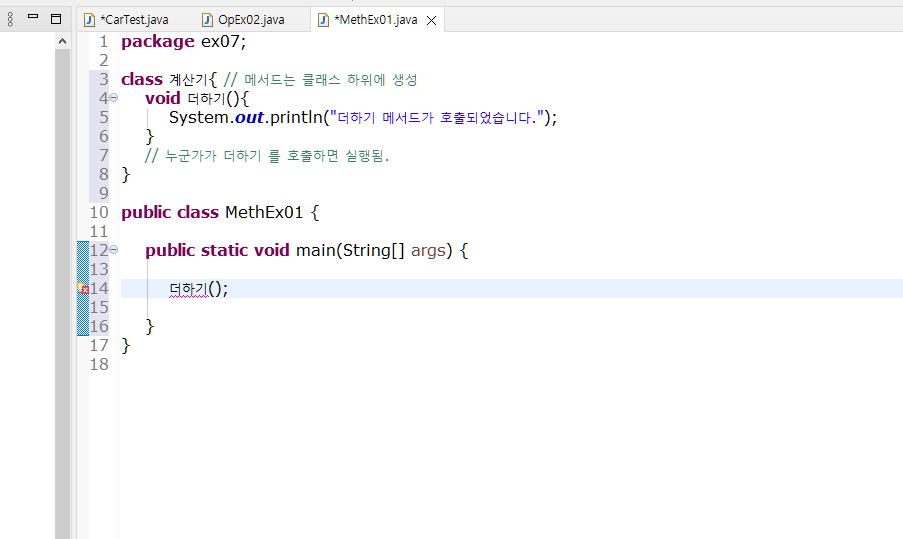 *CarTest.java OpEx02.java *MethEx01.java
1 package ex07;
2
3 class 계산기{ // 메서드는 클래스 하위에 생성
4 void 더하기(){
5 System.out.println("더하기 메서드가 호출되었습니다.");
6 }
7 // 누군가가 더하기 를 호출하면 실행됨.
8 }
9
10 public class MethEx01 {
11
12 public static void main(String[] args) {
13
14 더하기();
15
16 }
17 }
18